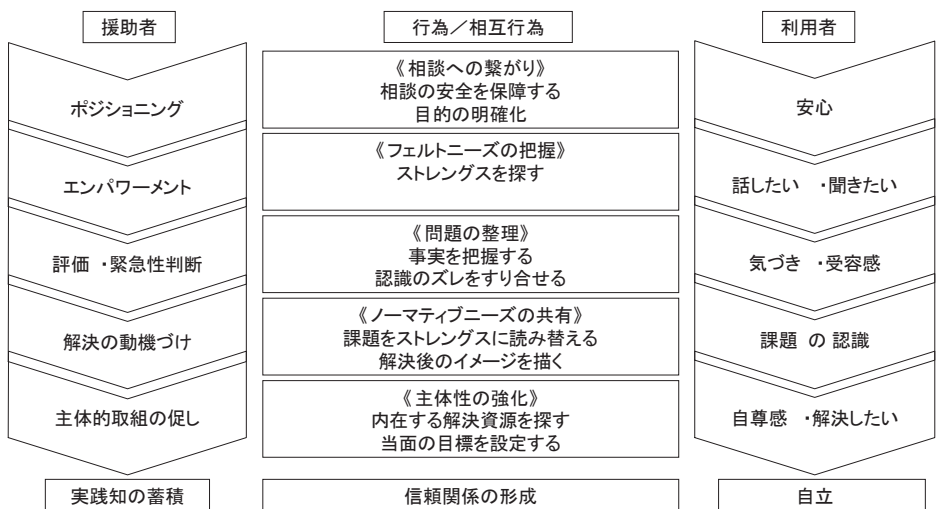 援助者
行為／相互行為
利用者
ポジショニング
《相談への繋がり》
相談の安全を保障する
目的の明確化
安心
エンパワーメント
《フェルトニーズの把握》
ストレングスを探す
話したい ・聞きたい
評価 ・緊急性判断
《問題の整理》
事実を把握する
認識のズレをすり合せる
気づき ・受容感
解決の動機づけ
《ノーマティブニーズの共有》
課題をストレングスに読み替える
解決後のイメージを描く
課題 の 認識
主体的取組の促し
《主体性の強化》
内在する解決資源を探す
当面の目標を設定する
自尊感 ・解決したい
実践知の蓄積
信頼関係の形成
自立